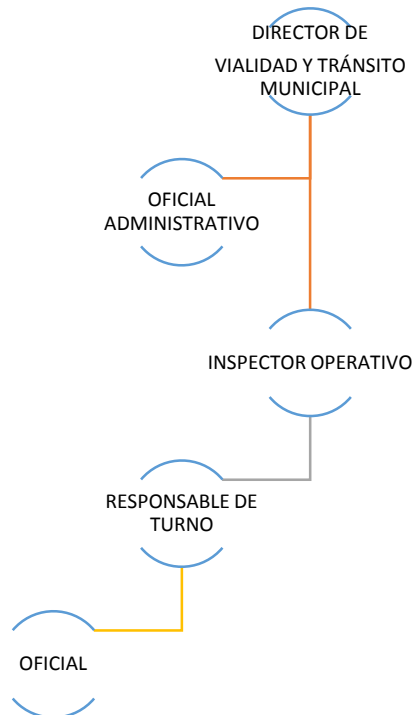 DIRECTOR DE
VIALIDAD Y TRÁNSITO
MUNICIPAL
OFICIAL
ADMINISTRATIVO
INSPECTOR OPERATIVO
RESPONSABLE DE
TURNO
OFICIAL